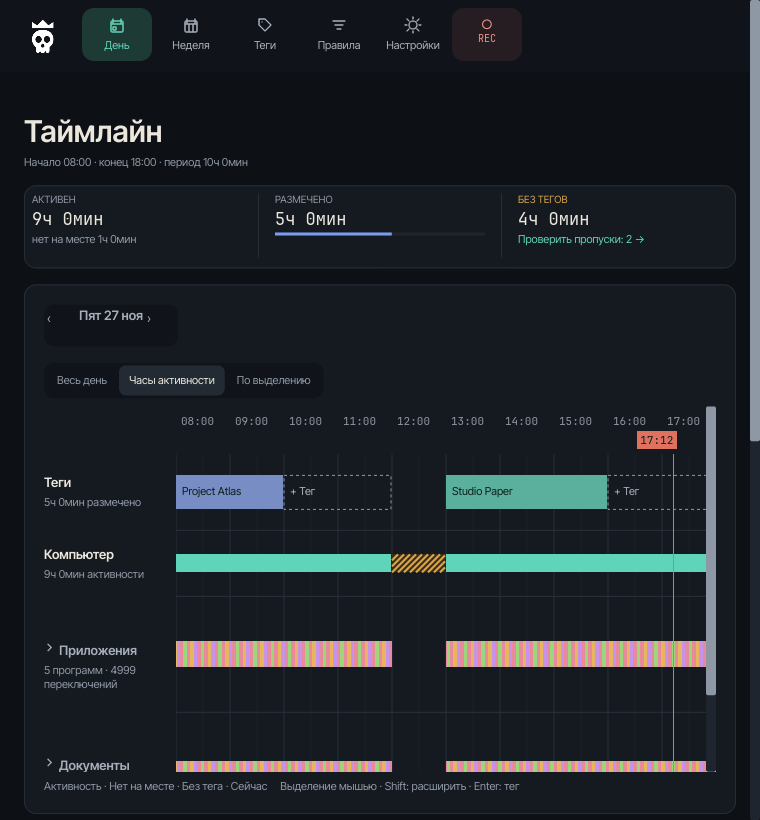 День
Неделя
Теги
Правила
Настройки
REC
Таймлайн
Начало 08:00 · конец 18:00 · период 10ч 0мин
АКТИВЕН
9ч 0мин
нет на месте 1ч 0мин
РАЗМЕЧЕНО
5ч 0мин
БЕЗ ТЕГОВ
4ч 0мин
Проверить пропуски: 2 →
‹ Пят 27 ноя ›
Весь день Часы активности По выделению
08:00 09:00 10:00 11:00 12:00 13:00 14:00 15:00 16:00 17:00
17:12
Теги
5ч 0мин размечено
Project Atlas + Тег Studio Paper + Тег
Компьютер
9ч 0мин активности
Приложения
5 программ · 4999
переключений
Документы
Активность · Нет на месте · Без тега · Сейчас Выделение мышью · Shift: расширить · Enter: тег